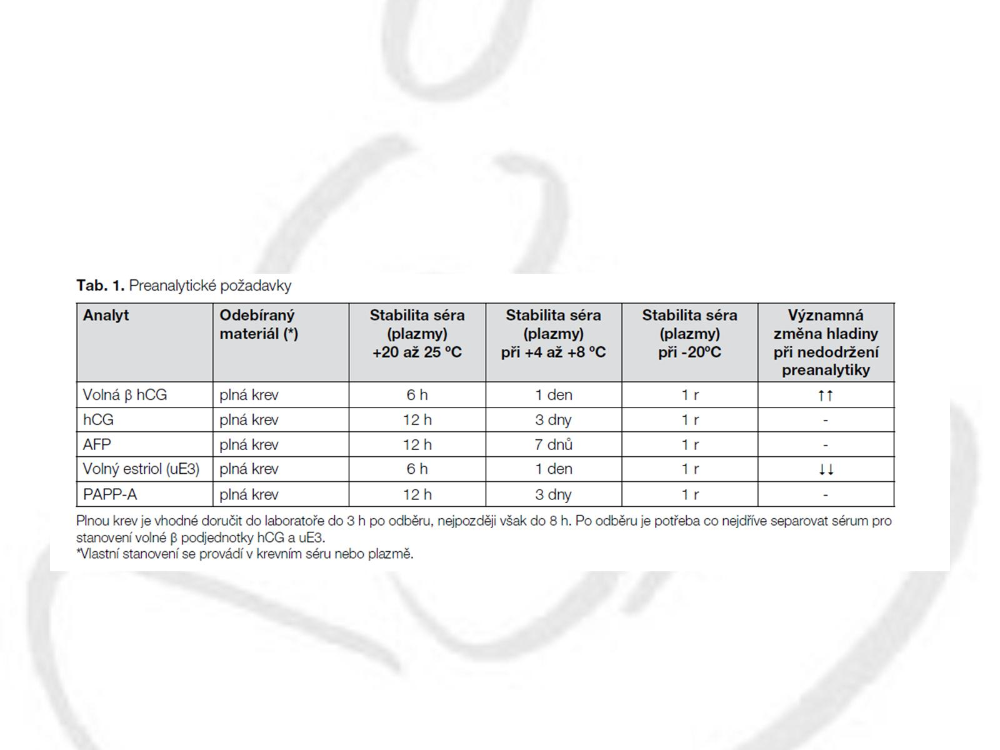 Tab. 1. Preanalytické požadavky
Analyt Odebíraný materiál (*) Stabilita séra (plazmy) +20 až 25 ºC Stabilita séra (plazmy) při +4 až +8 ºC Stabilita séra (plazmy) při -20ºC Významná změna hladiny při nedodržení preanalytiky
Volná β hCG plná krev 6 h 1 den 1 r ↑↑
hCG plná krev 12 h 3 dny 1 r -
AFP plná krev 12 h 7 dnů 1 r -
Volný estriol (uE3) plná krev 6 h 1 den 1 r ↓↓
PAPP-A plná krev 12 h 3 dny 1 r -
Plnou krev je vhodné doručit do laboratoře do 3 h po odběru, nejpozději však do 8 h. Po odběru je potřeba co nejdříve separovat sérum pro
stanovení volné β podjednotky hCG a uE3.
*Vlastní stanovení se provádí v krevním séru nebo plazmě.